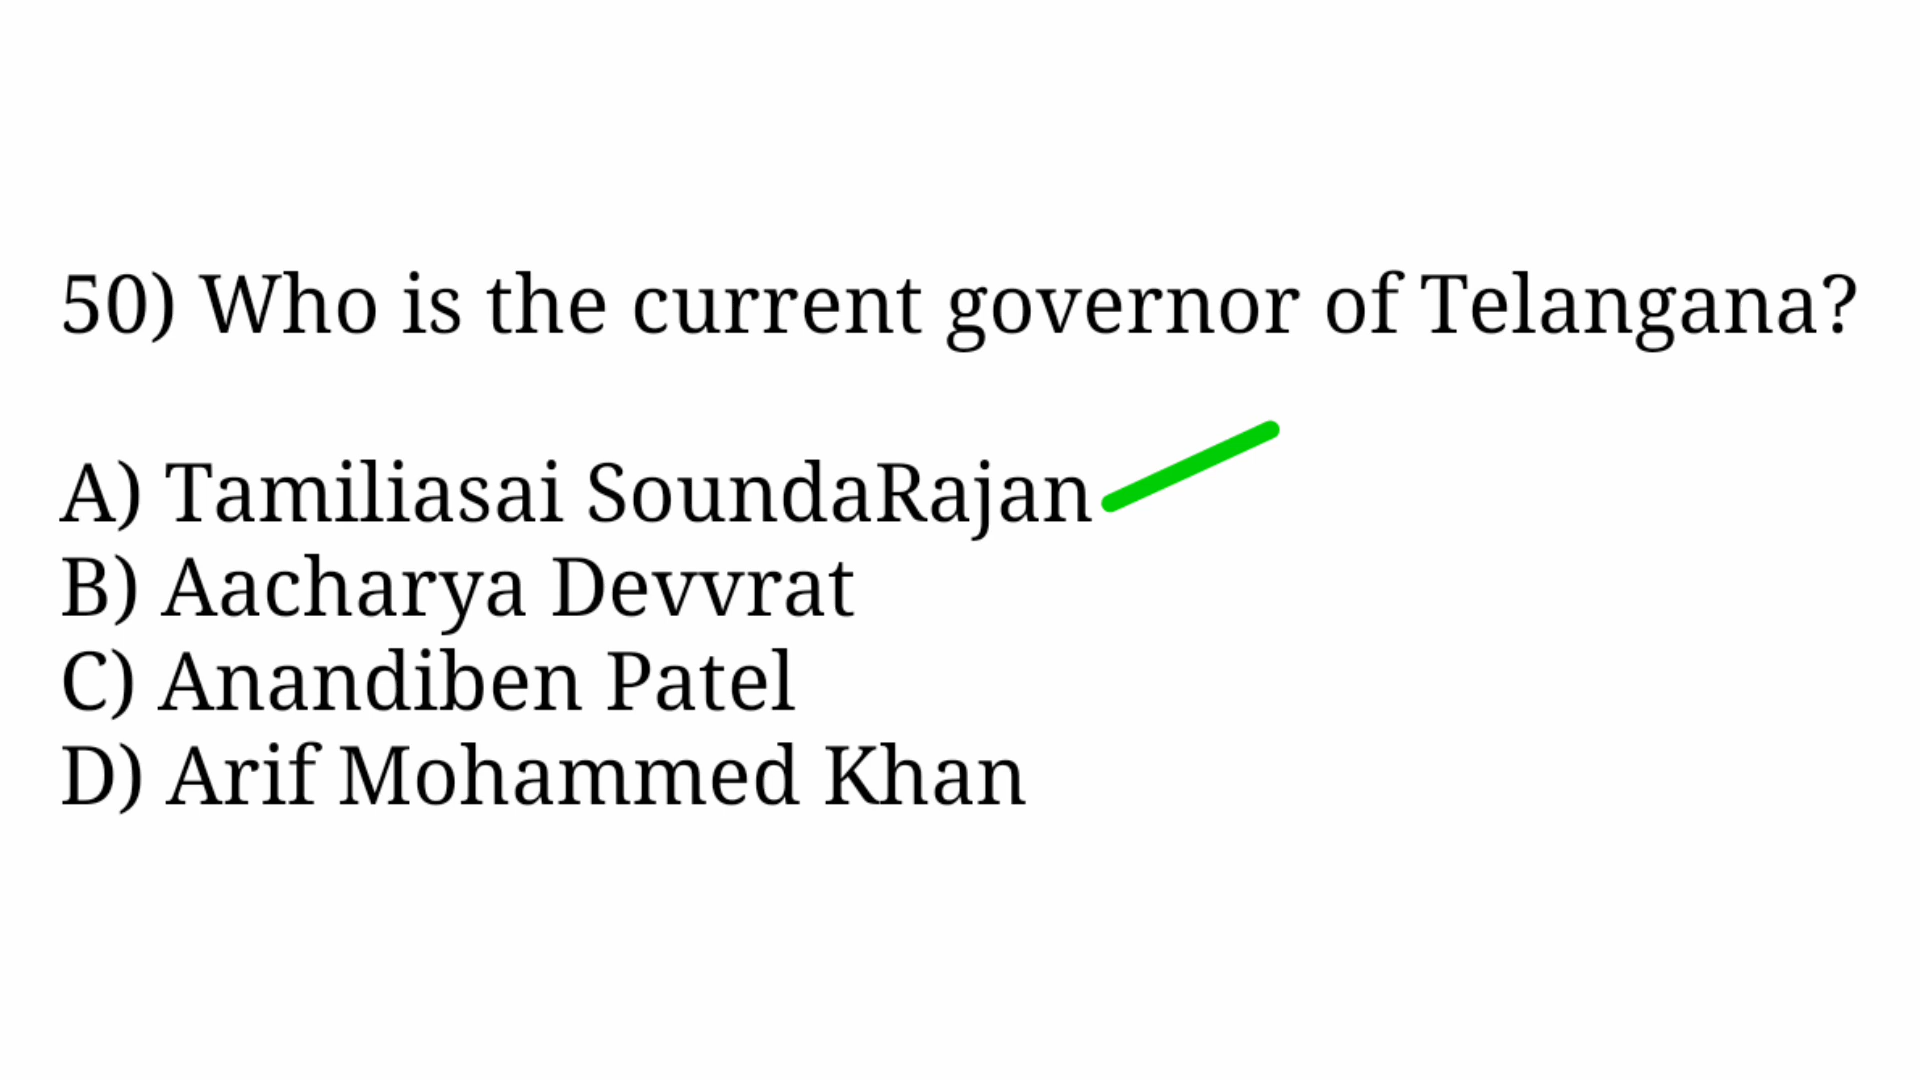 50) Who is the current governor of Telangana?
A) Tamiliasai SoundaRajan
B) Aacharya Devvrat
C) Anandiben Patel
D) Arif Mohammed Khan